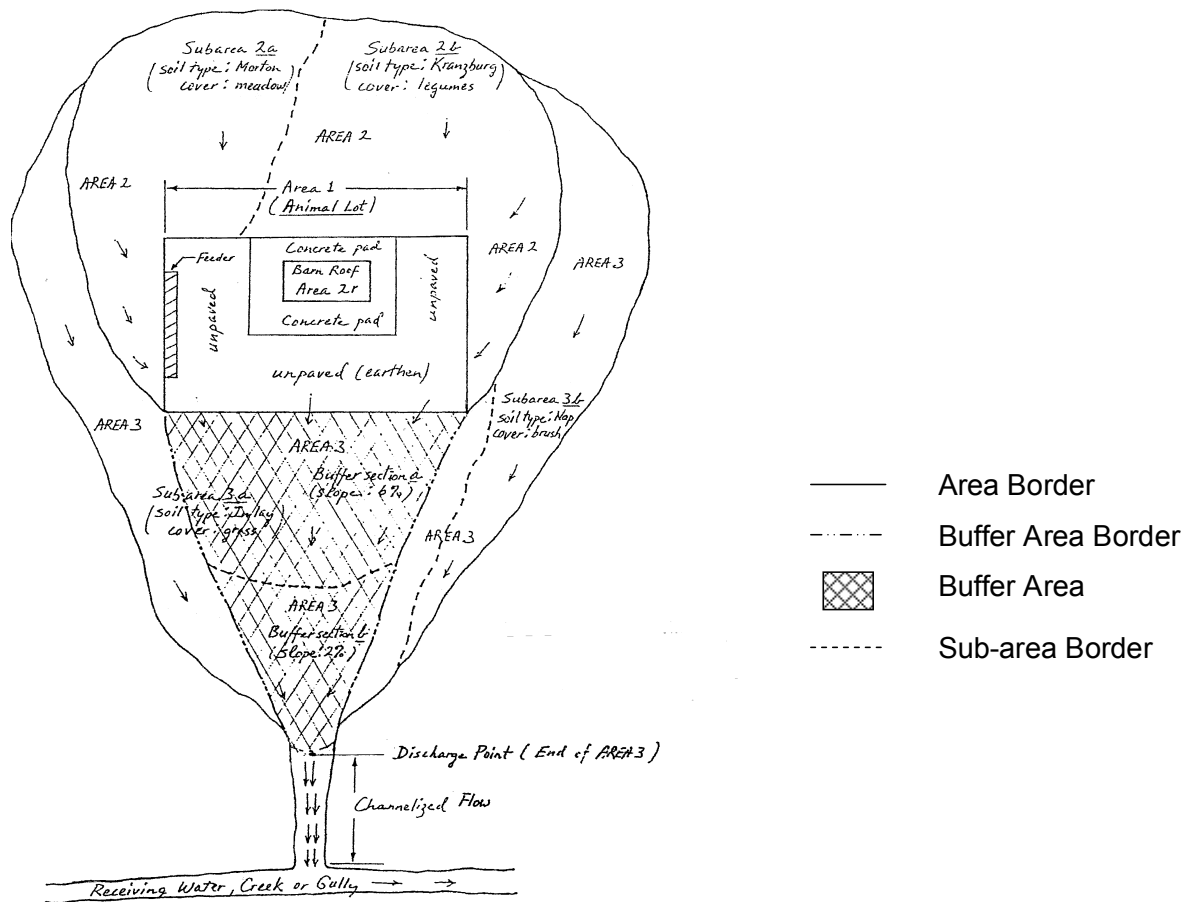 Subarea 2a
(soil type: Morton
cover: meadow)
Subarea 2b
(soil type: Kranzburg
cover: legumes)
AREA 2
AREA 2
Area 1
(Animal Lot)
AREA 2
AREA 3
Feeder
Concrete pad
Barn Roof
Area 2r
Concrete pad
unpaved
unpaved
unpaved (earthen)
Subarea 3b
soil type: Nap
cover: brush
AREA 3
AREA 3
Buffer section a
(slope: 6%)
Sub-area 3a
(soil type: Inlay
cover: grass)
AREA 3
AREA 3
Buffer section b
(slope: 2%)
Discharge Point (End of AREA 3)
Channelized Flow
Receiving Water, Creek or Gully
Area Border
Buffer Area Border
Buffer Area
Sub-area Border